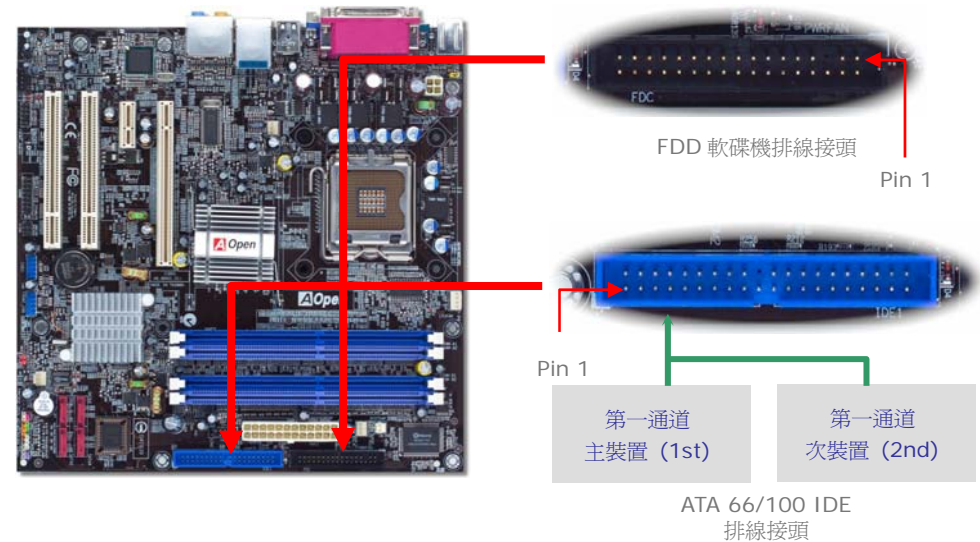 PWRFAN
FDC
FDD 軟碟機排線接頭
Pin 1
AOpen
AOpen
IDE1
Pin 1
第一通道
主裝置 (1st)
第一通道
次裝置 (2nd)
ATA 66/100 IDE
排線接頭